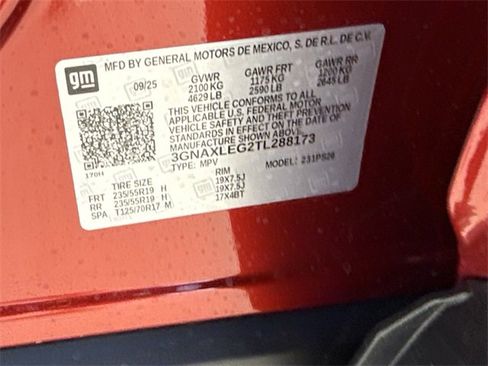 gm
MFD BY GENERAL MOTORS DE MEXICO, S. DE R.L. DE C.V.
09/25 GVWR GAWR FRT GAWR RR
2100 KG 1175 KG 1200 KG
4629 LB 2590 LB 2645 LB
THIS VEHICLE CONFORMS TO ALL
APPLICABLE U.S. FEDERAL MOTOR
VEHICLE SAFETY AND THEFT PREVENTION
STANDARDS IN EFFECT ON THE DATE OF
MANUFACTURE SHOWN ABOVE.
3GNAXLEG2TL288173
170H TYPE: MPV MODEL: 231PS26
TIRE SIZE RIM
FRT 235/55R19 H 19X7.5J
RR 235/55R19 H 19X7.5J
SPA T125/70R17 M 17X4BT